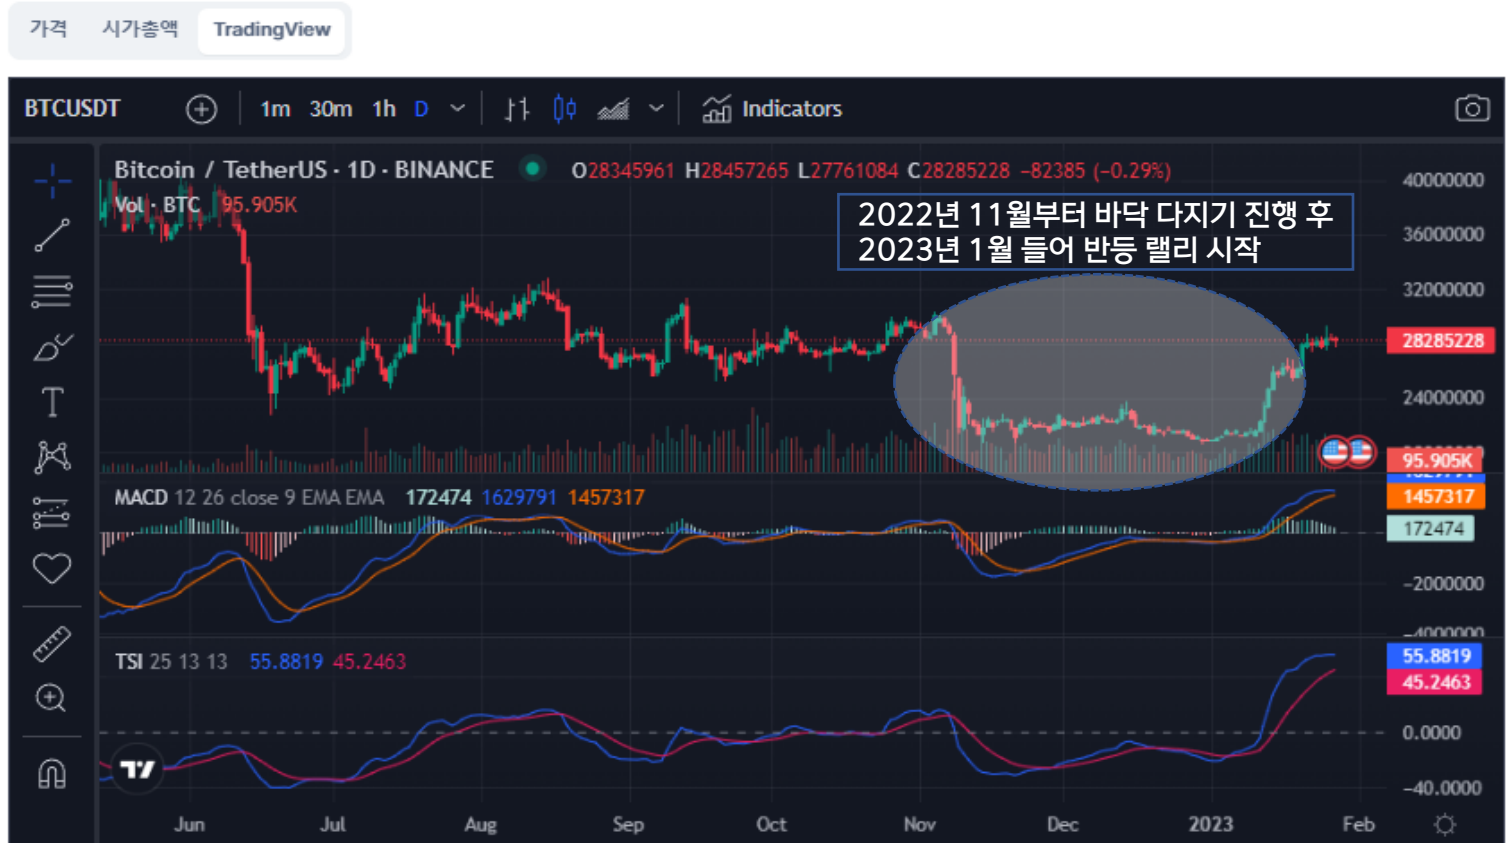 가격 시가총액 TradingView
BTCUSDT 1m 30m 1h D Indicators
Bitcoin / TetherUS · 1D · BINANCE O28345961 H28457265 L27761084 C28285228 −82385 (−0.29%)
Vol · BTC 95.905K
2022년 11월부터 바닥 다지기 진행 후
2023년 1월 들어 반등 랠리 시작
40000000
36000000
32000000
28285228
24000000
95.905K
MACD 12 26 close 9 EMA EMA 172474 1629791 1457317
1629791
1457317
172474
−2000000
−4000000
TSI 25 13 13 55.8819 45.2463
55.8819
45.2463
0.0000
−40.0000
Jun Jul Aug Sep Oct Nov Dec 2023 Feb